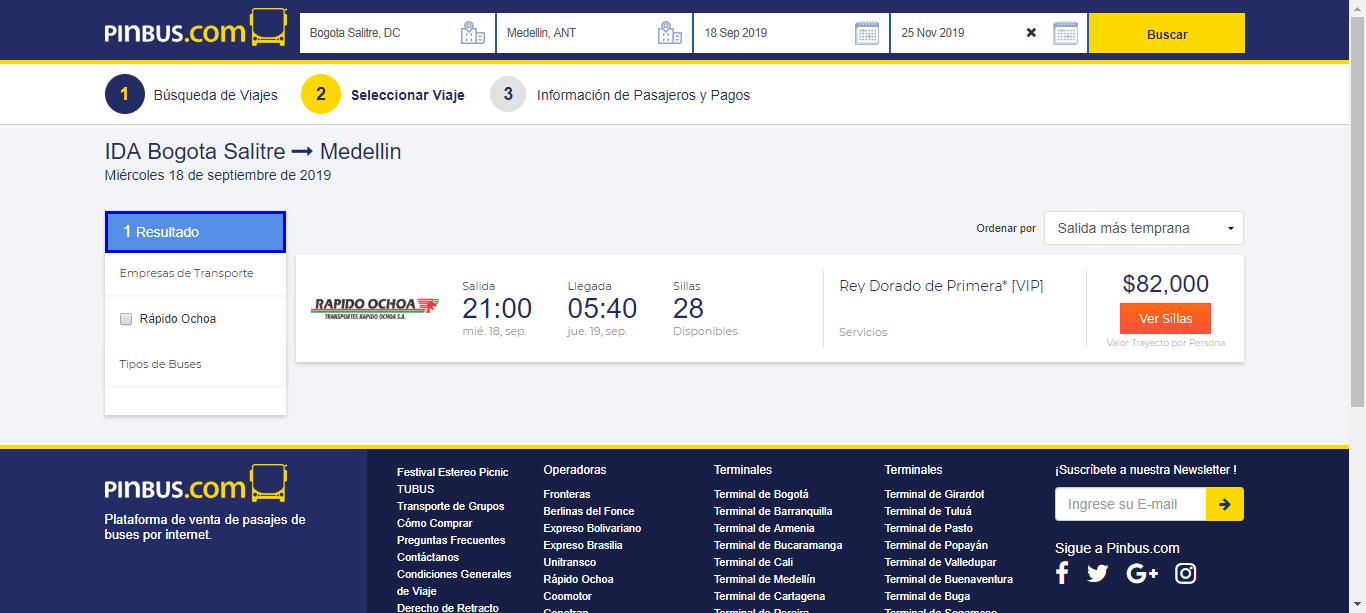 PINBUS.com
Bogota Salitre, DC
Medellin, ANT
18 Sep 2019
25 Nov 2019
Buscar
1 Búsqueda de Viajes
2 Seleccionar Viaje
3 Información de Pasajeros y Pagos
IDA Bogota Salitre → Medellin
Miércoles 18 de septiembre de 2019
1 Resultado
Ordenar por
Salida más temprana
Empresas de Transporte
Rápido Ochoa
Tipos de Buses
RAPIDO OCHOA
TRANSPORTES RAPIDO OCHOA S.A.
Salida
21:00
mié. 18, sep.
Llegada
05:40
jue. 19, sep.
Sillas
28
Disponibles
Rey Dorado de Primera* [VIP]
Servicios
$82,000
Ver Sillas
Valor Trayecto por Persona
PINBUS.com
Plataforma de venta de pasajes de
buses por internet.
Festival Estereo Picnic
TUBUS
Transporte de Grupos
Cómo Comprar
Preguntas Frecuentes
Contáctanos
Condiciones Generales
de Viaje
Derecho de Retracto
Operadoras
Fronteras
Berlinas del Fonce
Expreso Bolivariano
Expreso Brasilia
Unitransco
Rápido Ochoa
Coomotor
Conetran
Terminales
Terminal de Bogotá
Terminal de Barranquilla
Terminal de Armenia
Terminal de Bucaramanga
Terminal de Cali
Terminal de Medellín
Terminal de Cartagena
Terminal de Pereira
Terminales
Terminal de Girardot
Terminal de Tuluá
Terminal de Pasto
Terminal de Popayán
Terminal de Valledupar
Terminal de Buenaventura
Terminal de Buga
Terminal de Sogamoso
¡Suscríbete a nuestra Newsletter !
Ingrese su E-mail
Sigue a Pinbus.com